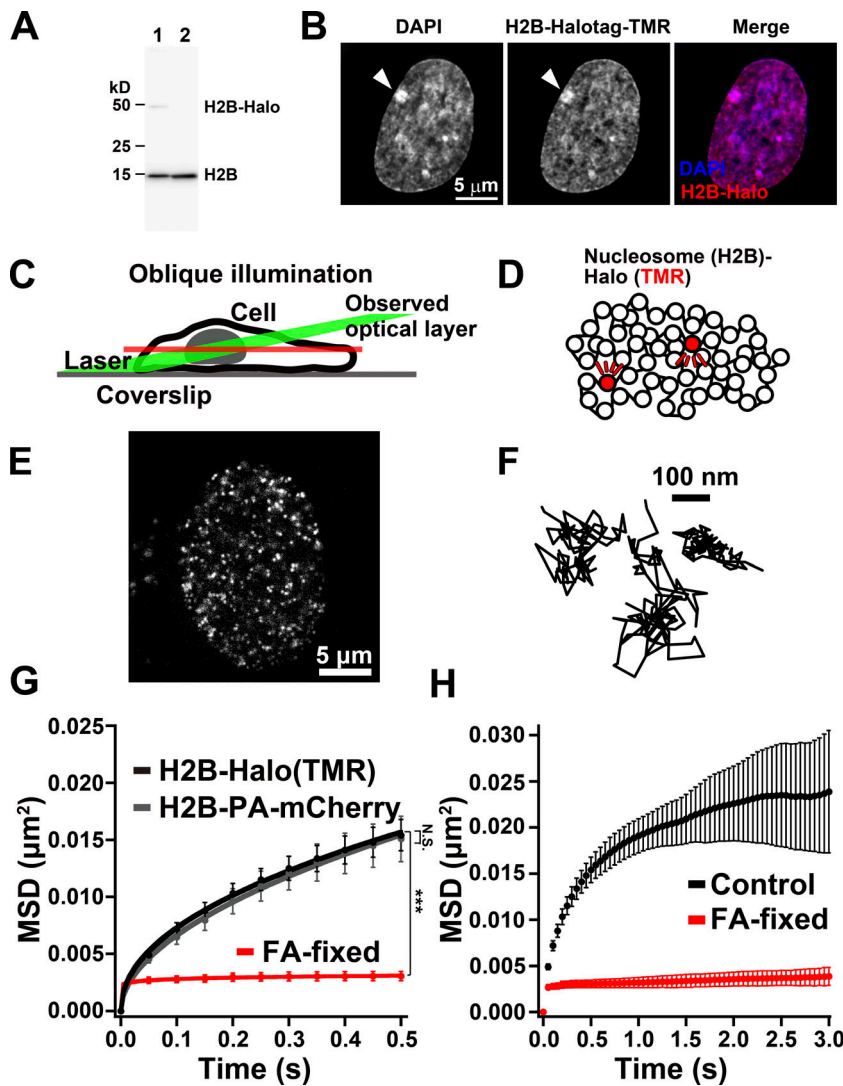 A
1 2
kD
50
H2B-Halo
25
15
H2B
B
DAPI
H2B-Halotag-TMR
Merge
5 μm
DAPI
H2B-Halo
C
Oblique illumination
Cell
Observed
optical layer
Laser
Coverslip
D
Nucleosome (H2B)-
Halo (TMR)
E
5 μm
F
100 nm
G
MSD (μm²)
0.025
0.020
0.015
0.010
0.005
0.000
H2B-Halo(TMR)
H2B-PA-mCherry
N.S.
***
FA-fixed
0.0 0.1 0.2 0.3 0.4 0.5
Time (s)
H
MSD (μm²)
0.030
0.025
0.020
0.015
0.010
0.005
0.000
Control
FA-fixed
0.0 0.5 1.0 1.5 2.0 2.5 3.0
Time (s)